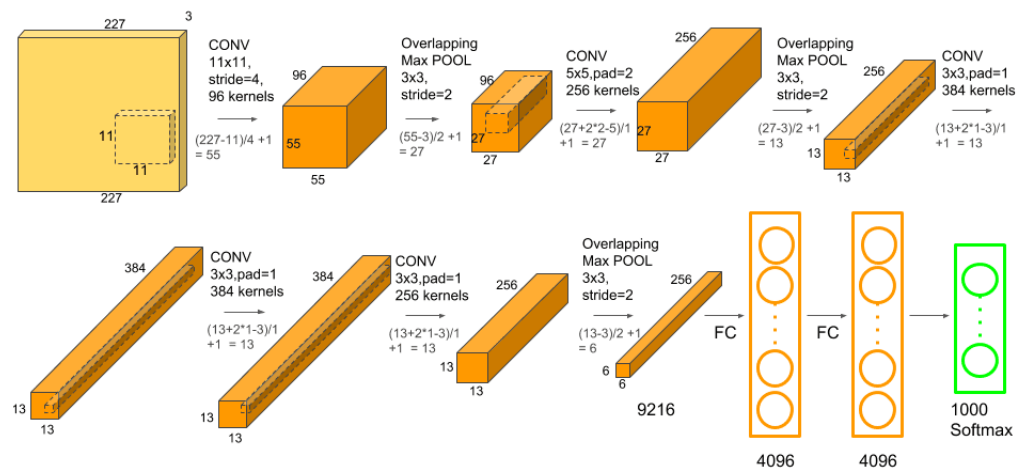 227
3
11
11
227
CONV
11x11,
stride=4,
96 kernels
(227-11)/4 +1
= 55
96
55
55
Overlapping
Max POOL
3x3,
stride=2
(55-3)/2 +1
= 27
96
27
27
CONV
5x5,pad=2
256 kernels
(27+2*2-5)/1
+1 = 27
256
27
27
Overlapping
Max POOL
3x3,
stride=2
(27-3)/2 +1
= 13
256
13
13
CONV
3x3,pad=1
384 kernels
(13+2*1-3)/1
+1 = 13
384
13
13
CONV
3x3,pad=1
384 kernels
(13+2*1-3)/1
+1 = 13
384
13
13
CONV
3x3,pad=1
256 kernels
(13+2*1-3)/1
+1 = 13
256
13
13
Overlapping
Max POOL
3x3,
stride=2
(13-3)/2 +1
= 6
256
6
6
9216
FC
4096
FC
4096
1000
Softmax